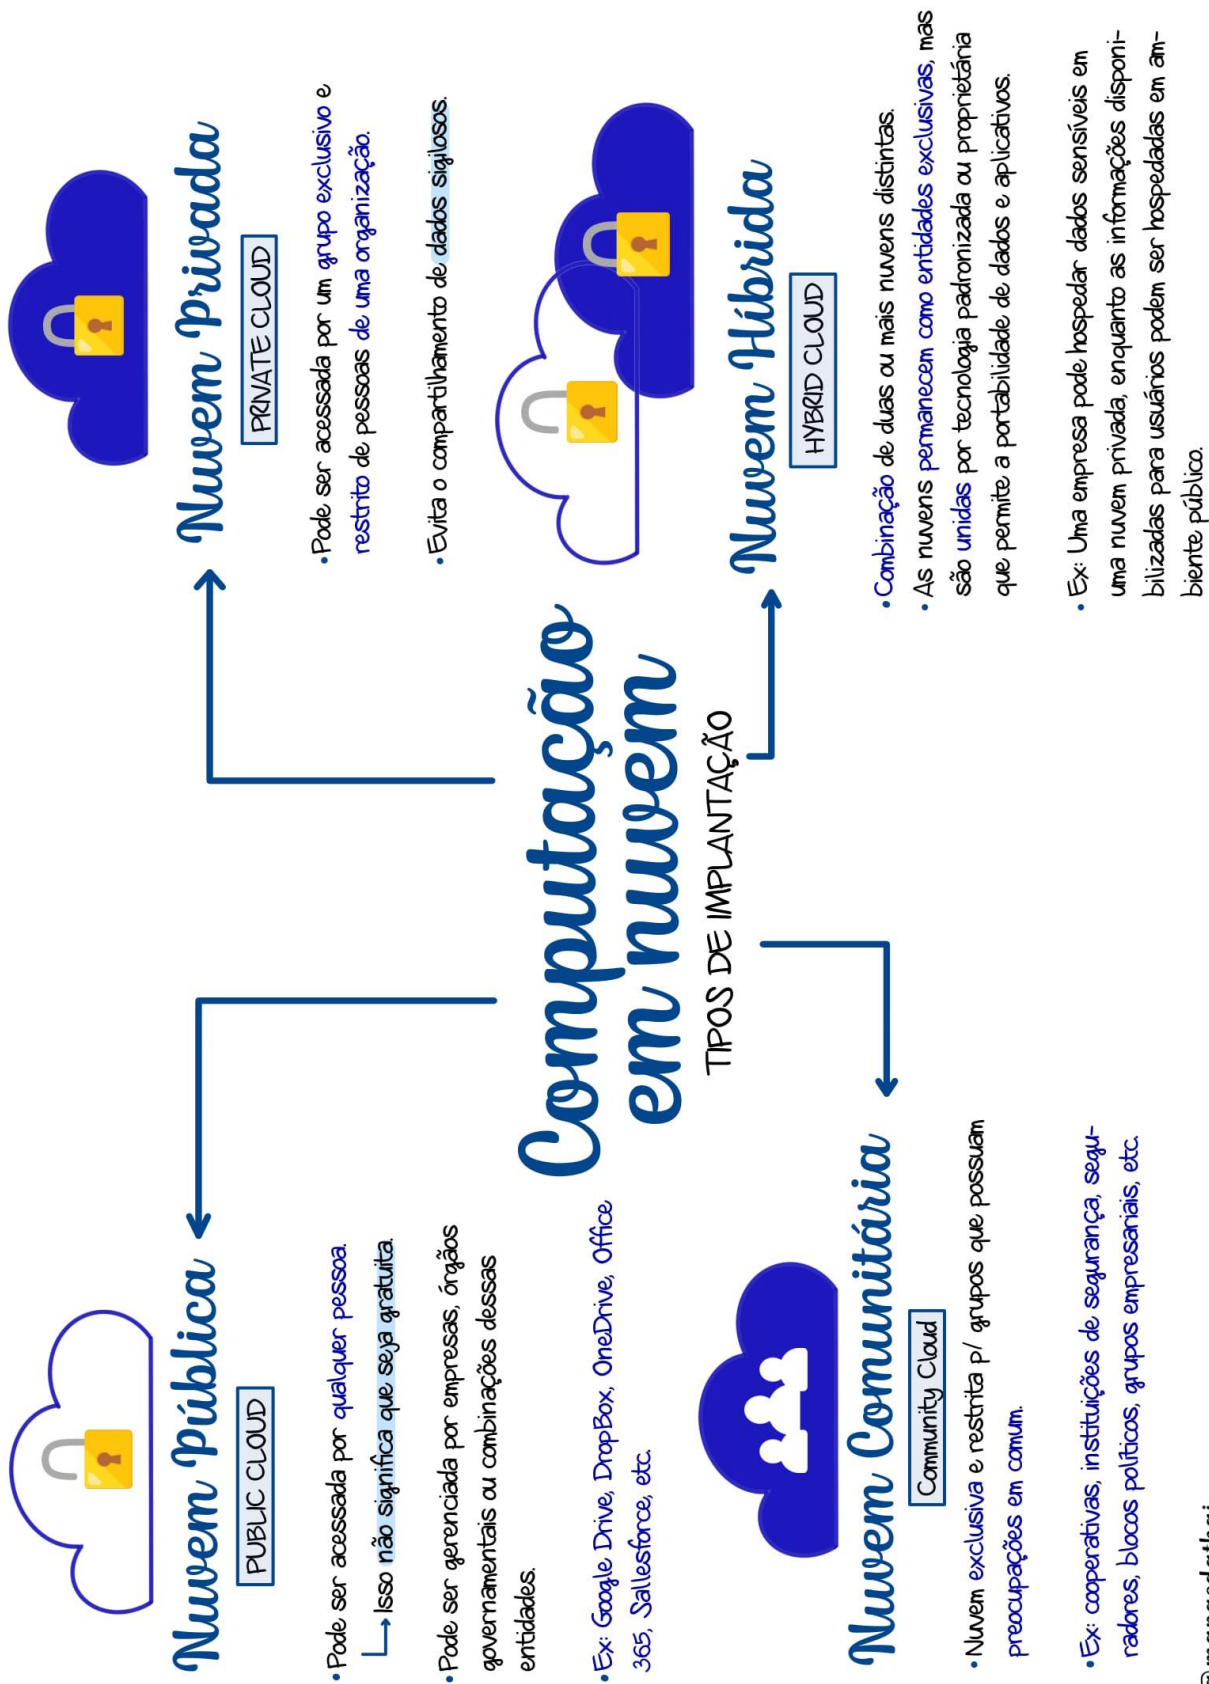 Computação
em nuvem
TIPOS DE IMPLANTAÇÃO
Nuvem Pública
PUBLIC CLOUD
• Pode ser acessada por qualquer pessoa.
Isso não significa que seja gratuita.
• Pode ser gerenciada por empresas, órgãos
governamentais ou combinações dessas
entidades.
• Ex: Google Drive, DropBox, OneDrive, Office
365, Sallesforce, etc.
Nuvem Privada
PRIVATE CLOUD
• Pode ser acessada por um grupo exclusivo e
restrito de pessoas de uma organização.
• Evita o compartilhamento de dados sigilosos.
Nuvem Comunitária
Community Cloud
• Nuvem exclusiva e restrita p/ grupos que possuam
preocupações em comum.
• Ex: cooperativas, instituições de segurança, segu-
radores, blocos políticos, grupos empresariais, etc.
Nuvem Híbrida
HYBRID CLOUD
• Combinação de duas ou mais nuvens distintas.
• As nuvens permanecem como entidades exclusivas, mas
são unidas por tecnologia padronizada ou proprietária
que permite a portabilidade de dados e aplicativos.
• Ex: Uma empresa pode hospedar dados sensíveis em
uma nuvem privada, enquanto as informações disponi-
bilizadas para usuários podem ser hospedadas em am-
biente público.